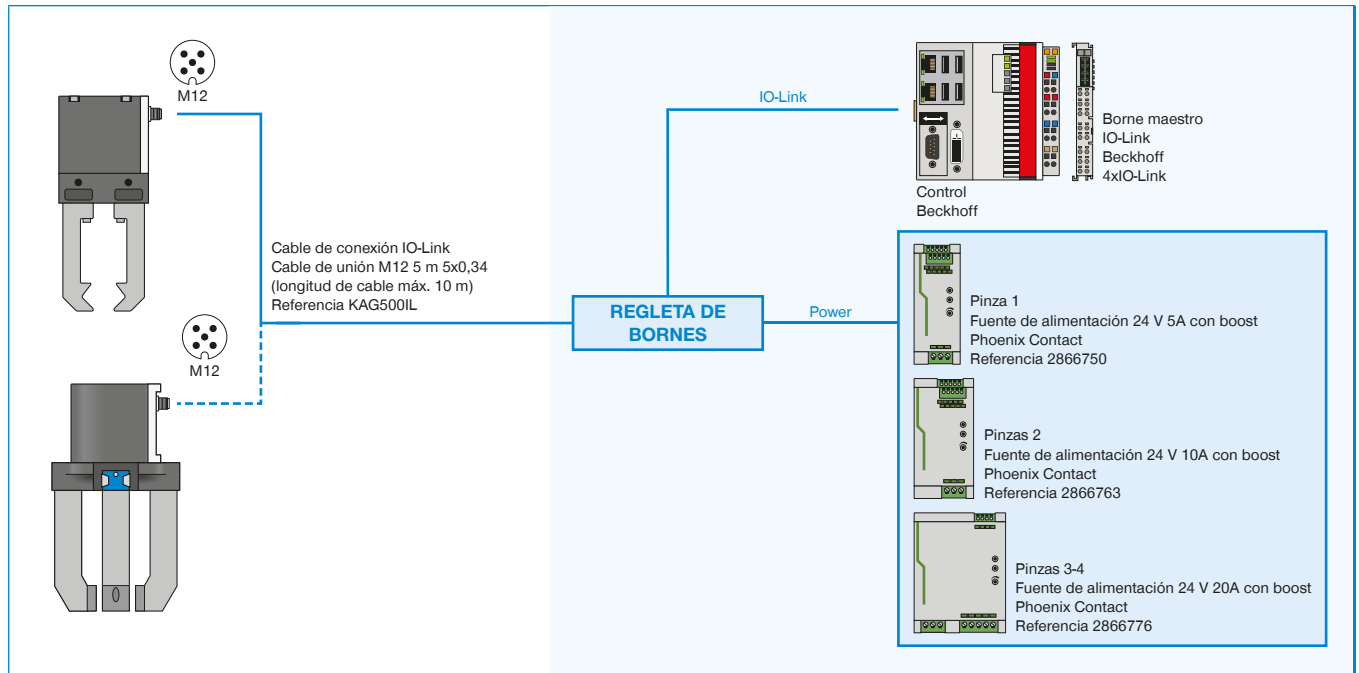 M12
Cable de conexión IO-Link
Cable de unión M12 5 m 5x0,34
(longitud de cable máx. 10 m)
Referencia KAG500IL
M12
REGLETA DE
BORNES
IO-Link
Power
Control
Beckhoff
Borne maestro
IO-Link
Beckhoff
4xIO-Link
Pinza 1
Fuente de alimentación 24 V 5A con boost
Phoenix Contact
Referencia 2866750
Pinzas 2
Fuente de alimentación 24 V 10A con boost
Phoenix Contact
Referencia 2866763
Pinzas 3-4
Fuente de alimentación 24 V 20A con boost
Phoenix Contact
Referencia 2866776